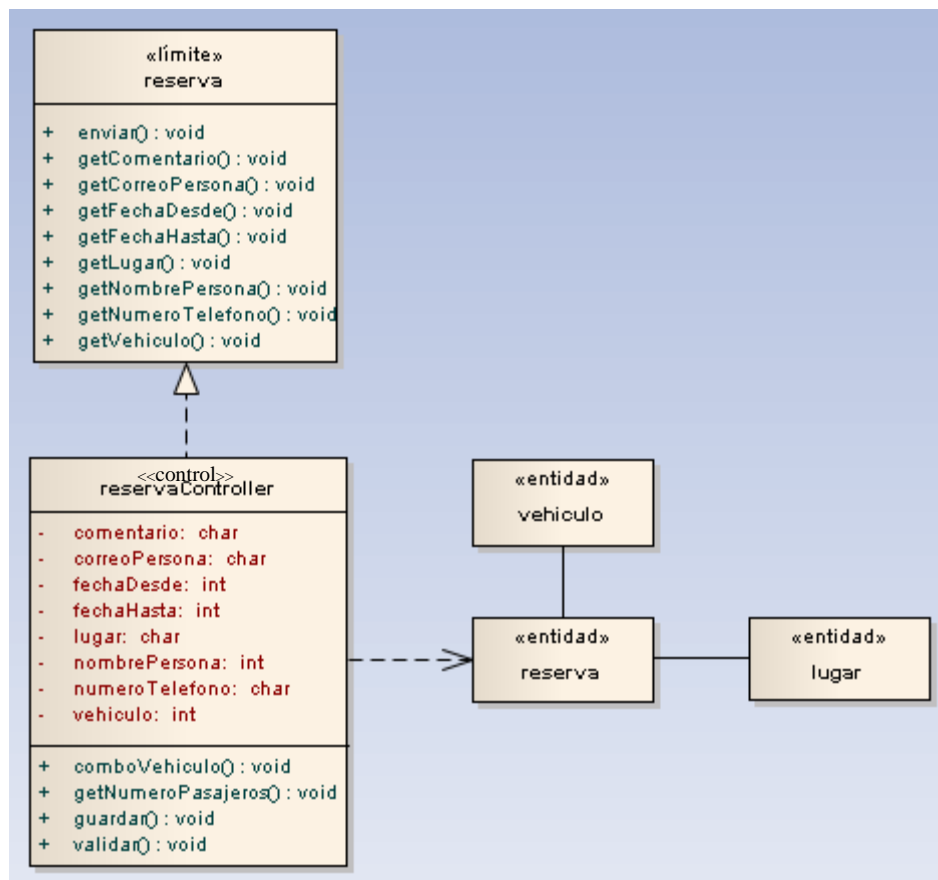 «límite»
reserva
+ enviar() : void
+ getComentario() : void
+ getCorreoPersona() : void
+ getFechaDesde() : void
+ getFechaHasta() : void
+ getLugar() : void
+ getNombrePersona() : void
+ getNumeroTelefono() : void
+ getVehiculo() : void
<<control>>
reservaController
- comentario: char
- correoPersona: char
- fechaDesde: int
- fechaHasta: int
- lugar: char
- nombrePersona: int
- numeroTelefono: char
- vehiculo: int
+ comboVehiculo() : void
+ getNumeroPasajeros() : void
+ guardar() : void
+ validar() : void
«entidad»
vehiculo
«entidad»
reserva
«entidad»
lugar